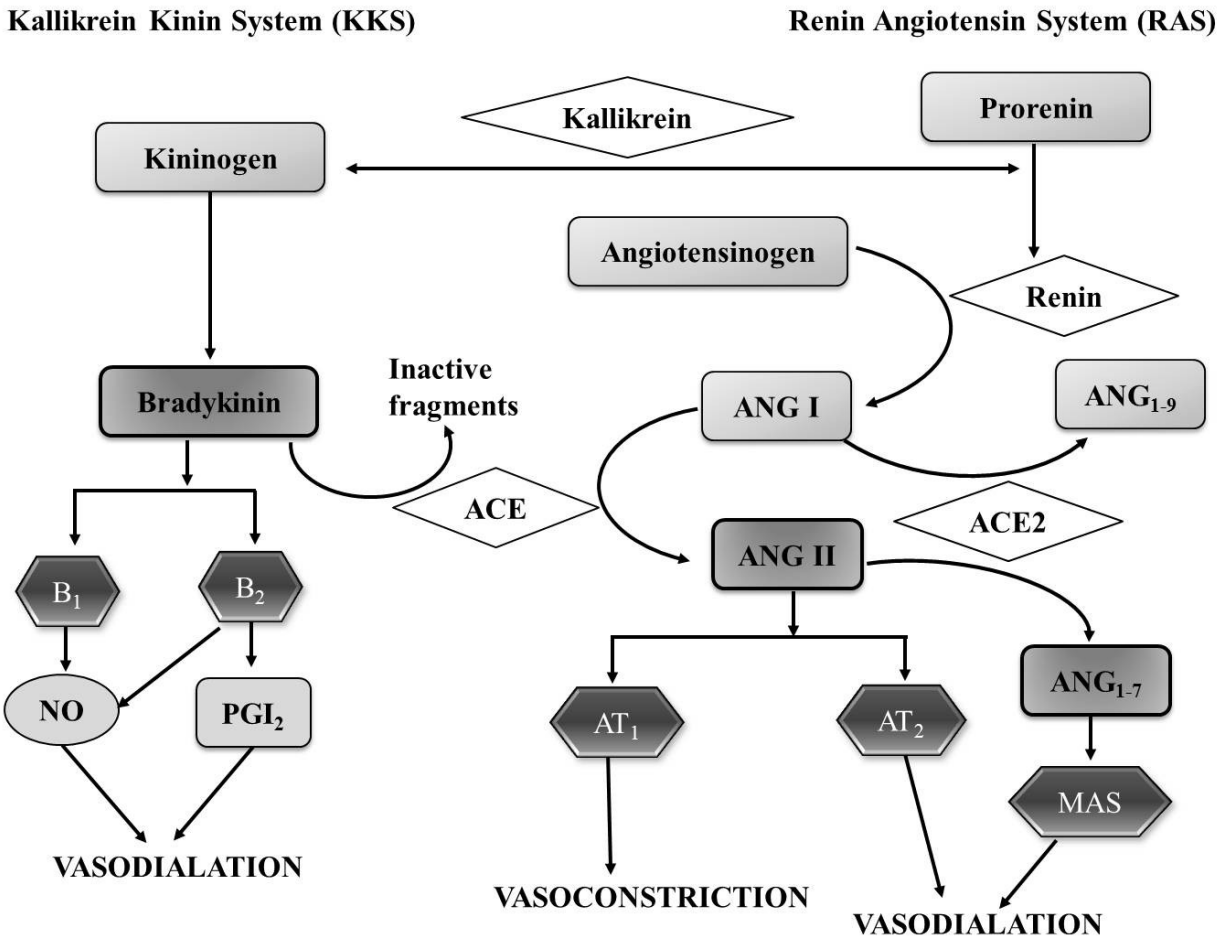 Kallikrein Kinin System (KKS)
Renin Angiotensin System (RAS)
Kallikrein
Prorenin
Kininogen
Angiotensinogen
Renin
Inactive
fragments
Bradykinin
ANG I
ANG₁₋₉
ACE
ACE2
ANG II
B₁
B₂
ANG₁₋₇
NO
PGI₂
AT₁
AT₂
MAS
VASODIALATION
VASOCONSTRICTION
VASODIALATION